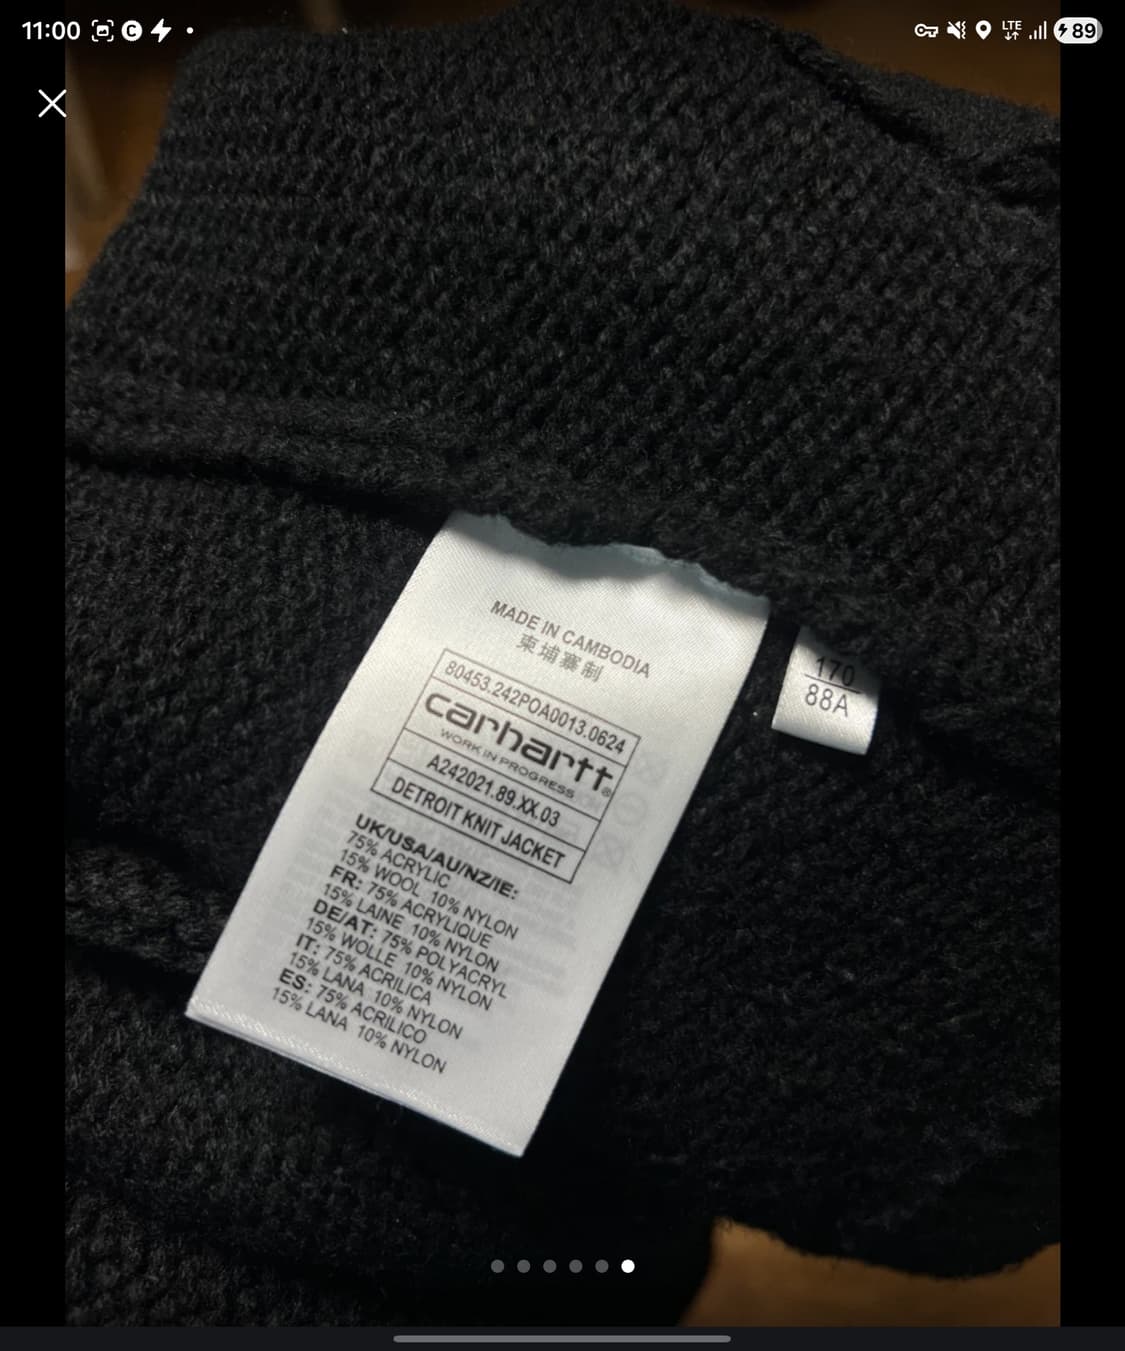 11:00
LTE
89
MADE IN CAMBODIA
柬埔寨制
80453.242POA0013.0624
carhartt®
WORK IN PROGRESS
A242021.89.XX.03
DETROIT KNIT JACKET
UK/USA/AU/NZ/IE:
75% ACRYLIC
15% WOOL 10% NYLON
FR: 75% ACRYLIQUE
15% LAINE 10% NYLON
DE/AT: 75% POLYACRYL
15% WOLLE 10% NYLON
IT: 75% ACRILICA
15% LANA 10% NYLON
ES: 75% ACRILICO
15% LANA 10% NYLON
170
88A